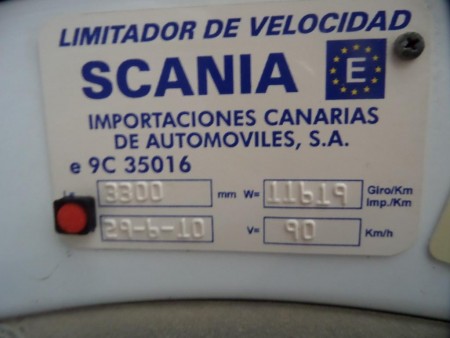 LIMITADOR DE VELOCIDAD
SCANIA E
IMPORTACIONES CANARIAS
DE AUTOMOVILES, S.A.
e 9C 35016
3300 mm W= 11619 Giro/Km
Imp./Km
29-6-10 V= 90 Km/h